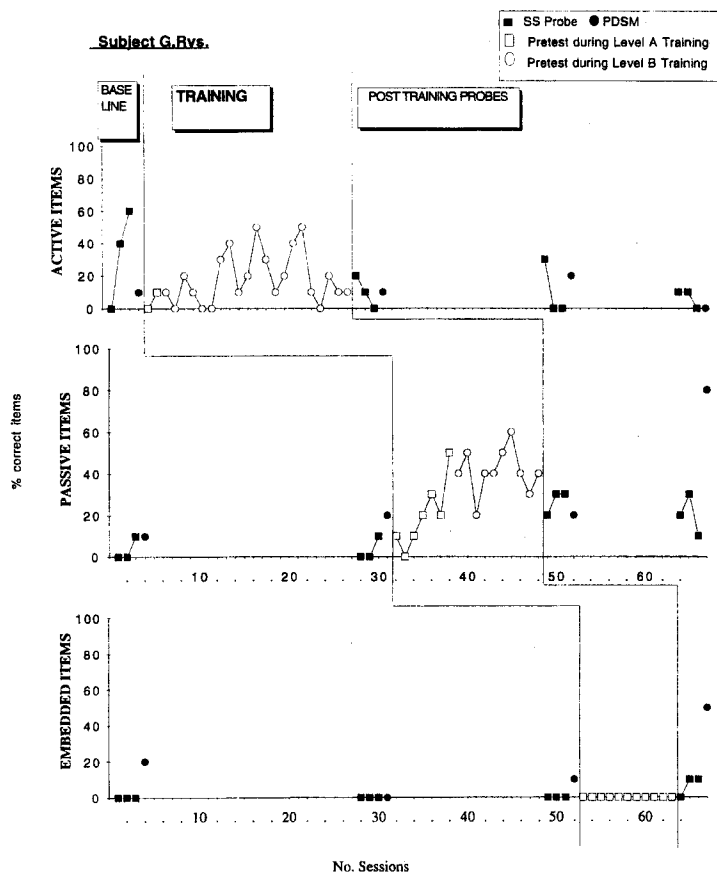 ■ SS Probe ● PDSM
□ Pretest during Level A Training
○ Pretest during Level B Training
Subject G.Rvs.
BASE
LINE
TRAINING
POST TRAINING PROBES
ACTIVE ITEMS
100
80
60
40
20
0
% correct items
PASSIVE ITEMS
100
80
60
40
20
0
10 20 30 40 50 60
EMBEDDED ITEMS
100
80
60
40
20
0
10 20 30 40 50 60
No. Sessions